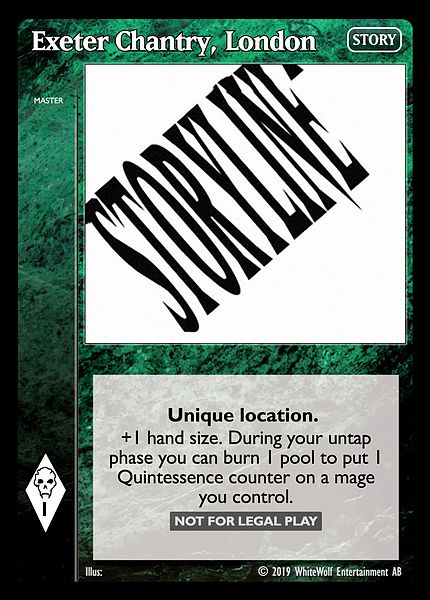 Exeter Chantry, London
STORY
MASTER
STORYLINE
Unique location.
+1 hand size. During your untap
phase you can burn 1 pool to put 1
Quintessence counter on a mage
you control.
NOT FOR LEGAL PLAY
1
Illus:
© 2019 WhiteWolf Entertainment AB